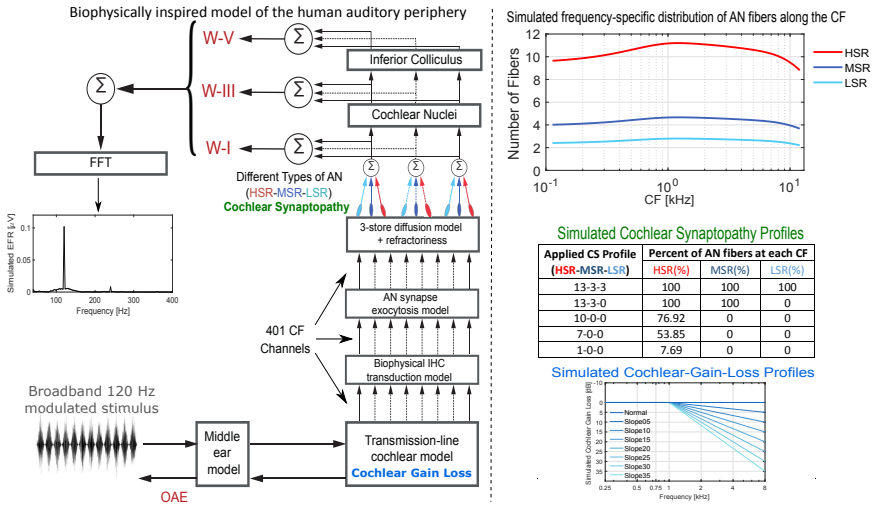 Biophysically inspired model of the human auditory periphery
W-V
Σ
Inferior Colliculus
Σ
W-III
Σ
Cochlear Nuclei
W-I
Σ
FFT
Different Types of AN
(HSR-MSR-LSR)
Cochlear Synaptopathy
Σ Σ Σ
3-store diffusion model
+ refractoriness
Simulated EFR [μV]
0.1
0.05
0
100 200 300 400
Frequency [Hz]
AN synapse
exocytosis model
401 CF
Channels
Biophysical IHC
transduction model
Broadband 120 Hz
modulated stimulus
Middle
ear
model
Transmission-line
cochlear model
Cochlear Gain Loss
OAE
Simulated frequency-specific distribution of AN fibers along the CF
Number of Fibers
12
10
8
6
4
2
0
10-1 100 101
CF [kHz]
HSR
MSR
LSR
Simulated Cochlear Synaptopathy Profiles
Applied CS Profile Percent of AN fibers at each CF
(HSR-MSR-LSR) HSR(%) MSR(%) LSR(%)
13-3-3 100 100 100
13-3-0 100 100 0
10-0-0 76.92 0 0
7-0-0 53.85 0 0
1-0-0 7.69 0 0
Simulated Cochlear-Gain-Loss Profiles
Simulated Cochlear Gain Loss [dB]
-10
0
5
10
15
20
25
30
35
Normal
Slope05
Slope10
Slope15
Slope20
Slope25
Slope30
Slope35
0.25 0.5 0.75 1 2 4 8
Frequency [kHz]